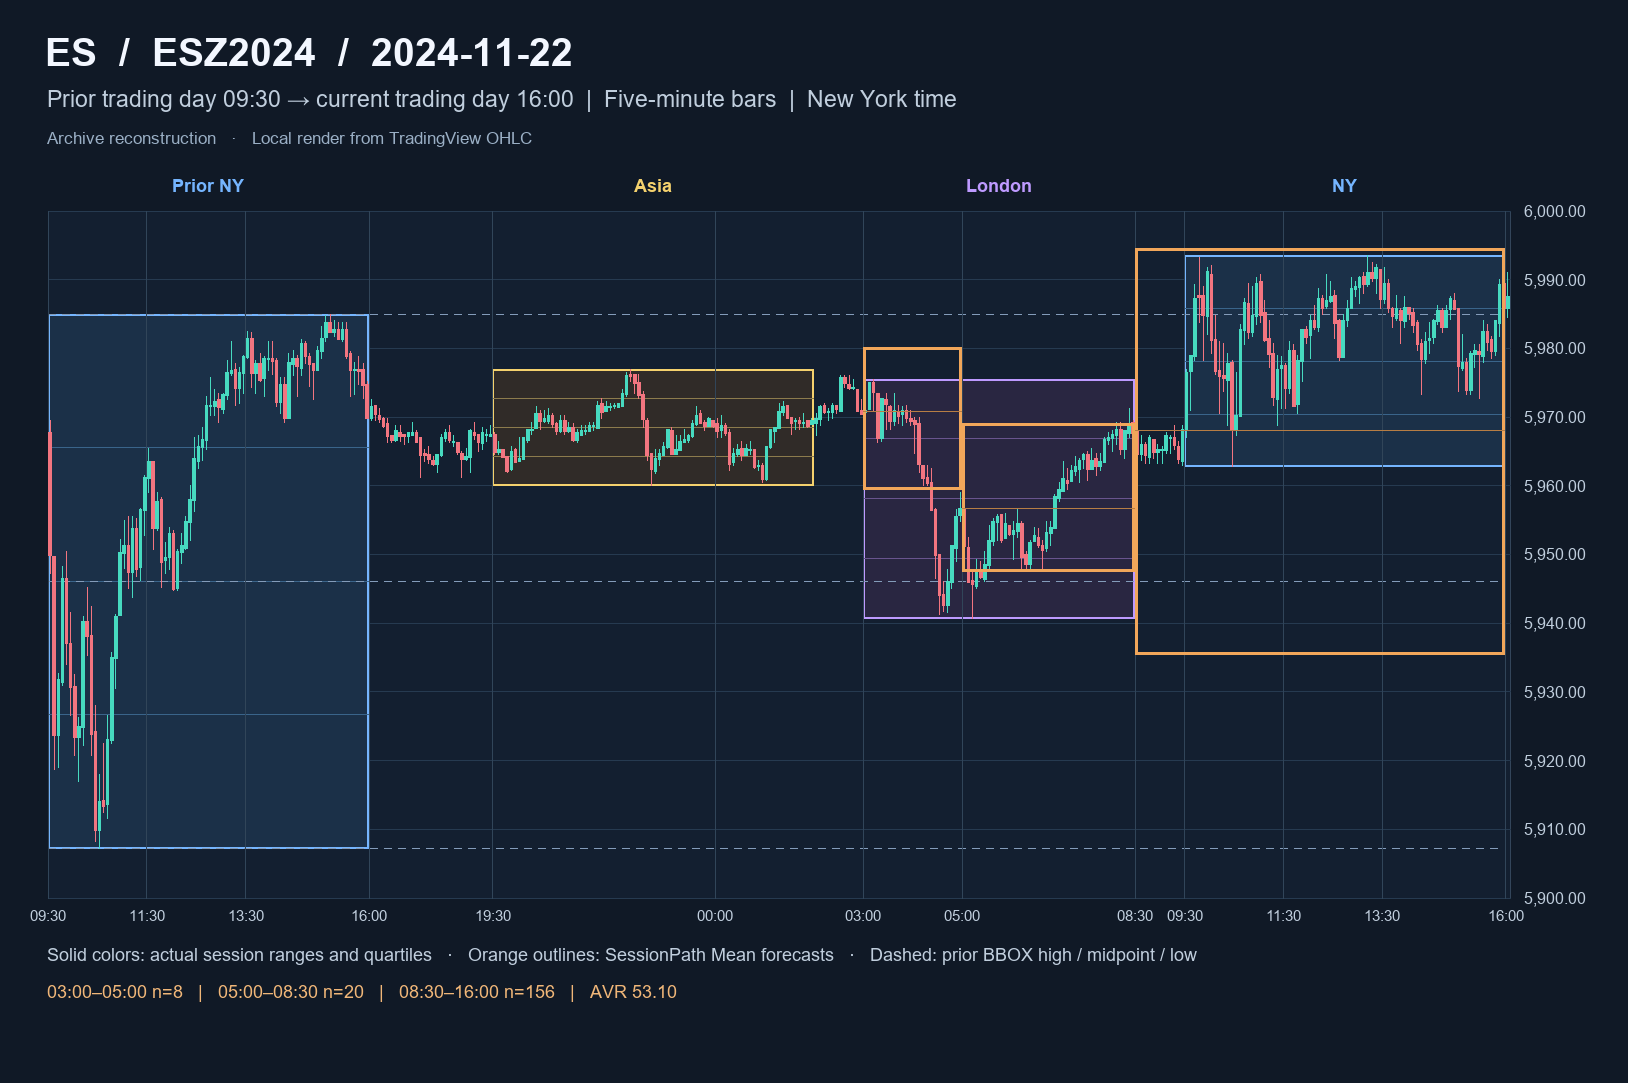 ES / ESZ2024 / 2024-11-22
Prior trading day 09:30 → current trading day 16:00 | Five-minute bars | New York time
Archive reconstruction · Local render from TradingView OHLC
Prior NY Asia London NY
6,000.00
5,990.00
5,980.00
5,970.00
5,960.00
5,950.00
5,940.00
5,930.00
5,920.00
5,910.00
5,900.00
09:30 11:30 13:30 16:00 19:30 00:00 03:00 05:00 08:30 09:30 11:30 13:30 16:00
Solid colors: actual session ranges and quartiles · Orange outlines: SessionPath Mean forecasts · Dashed: prior BBOX high / midpoint / low
03:00–05:00 n=8 | 05:00–08:30 n=20 | 08:30–16:00 n=156 | AVR 53.10